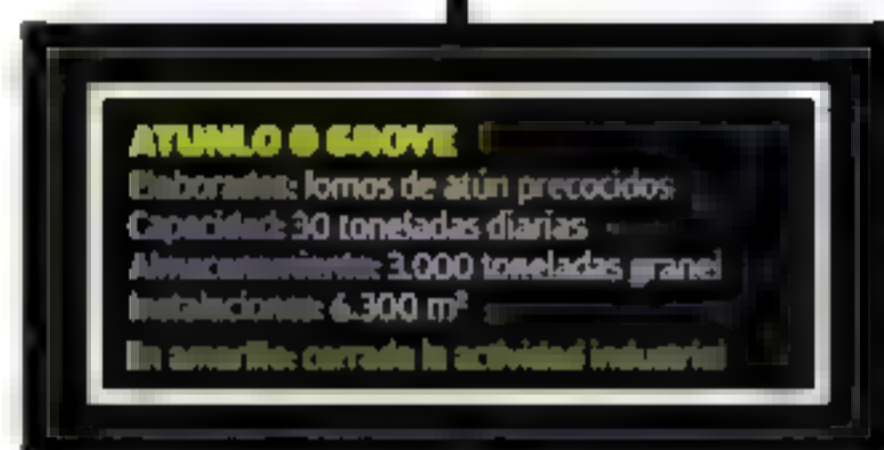 ATUNLO O GROVE
Elaborados: lomos de atún precocidos
Capacidad: 30 toneladas diarias
Almacenamiento: 3.000 toneladas granel
Instalaciones: 6.300 m²
En amarillo: cerrada la actividad industrial